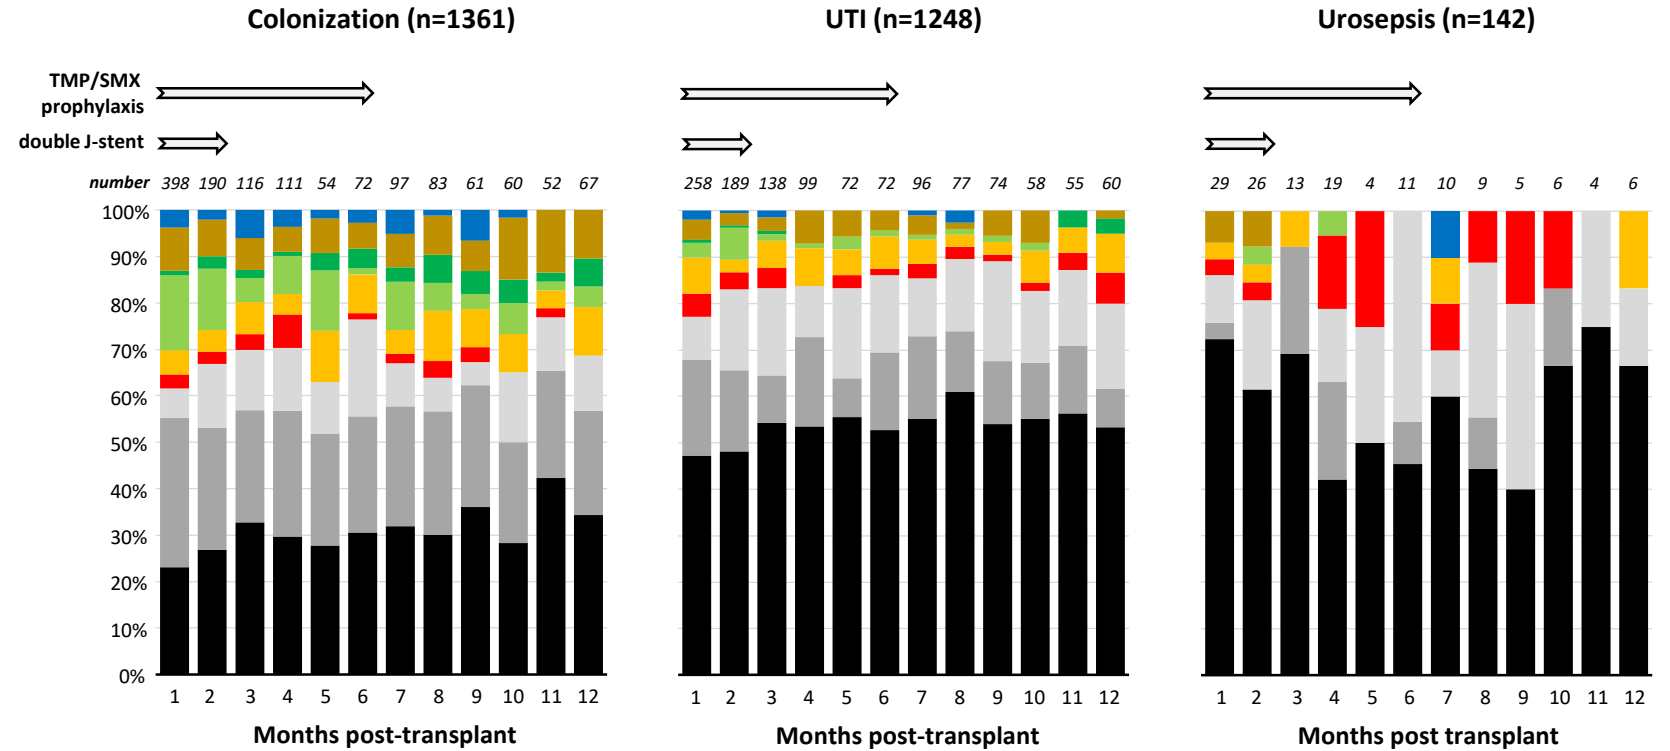 Colonization (n=1361) UTI (n=1248) Urosepsis (n=142)
TMP/SMX
prophylaxis
double J-stent
number 398 190 116 111 54 72 97 83 61 60 52 67 258 189 138 99 72 72 96 77 74 58 55 60 29 26 13 19 4 11 10 9 5 6 4 6
100%
90%
80%
70%
60%
50%
40%
30%
20%
10%
0%
1 2 3 4 5 6 7 8 9 10 11 12 1 2 3 4 5 6 7 8 9 10 11 12 1 2 3 4 5 6 7 8 9 10 11 12
Months post-transplant Months post-transplant Months post transplant